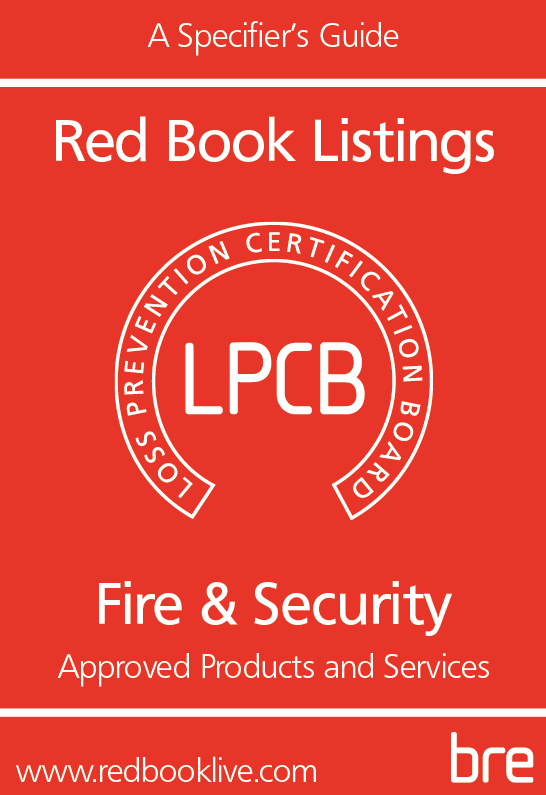 A Specifier’s Guide
Red Book Listings
LOSS PREVENTION CERTIFICATION BOARD
LPCB
Fire & Security
Approved Products and Services
www.redbooklive.com
bre